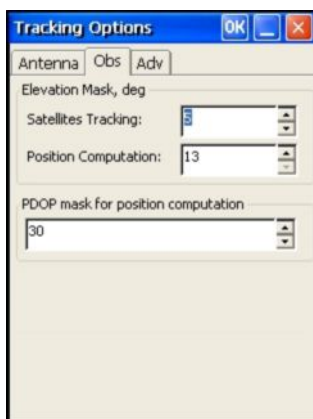 Tracking Options OK
Antenna Obs Adv
Elevation Mask, deg
Satellites Tracking: 5
Position Computation: 13
PDOP mask for position computation
30